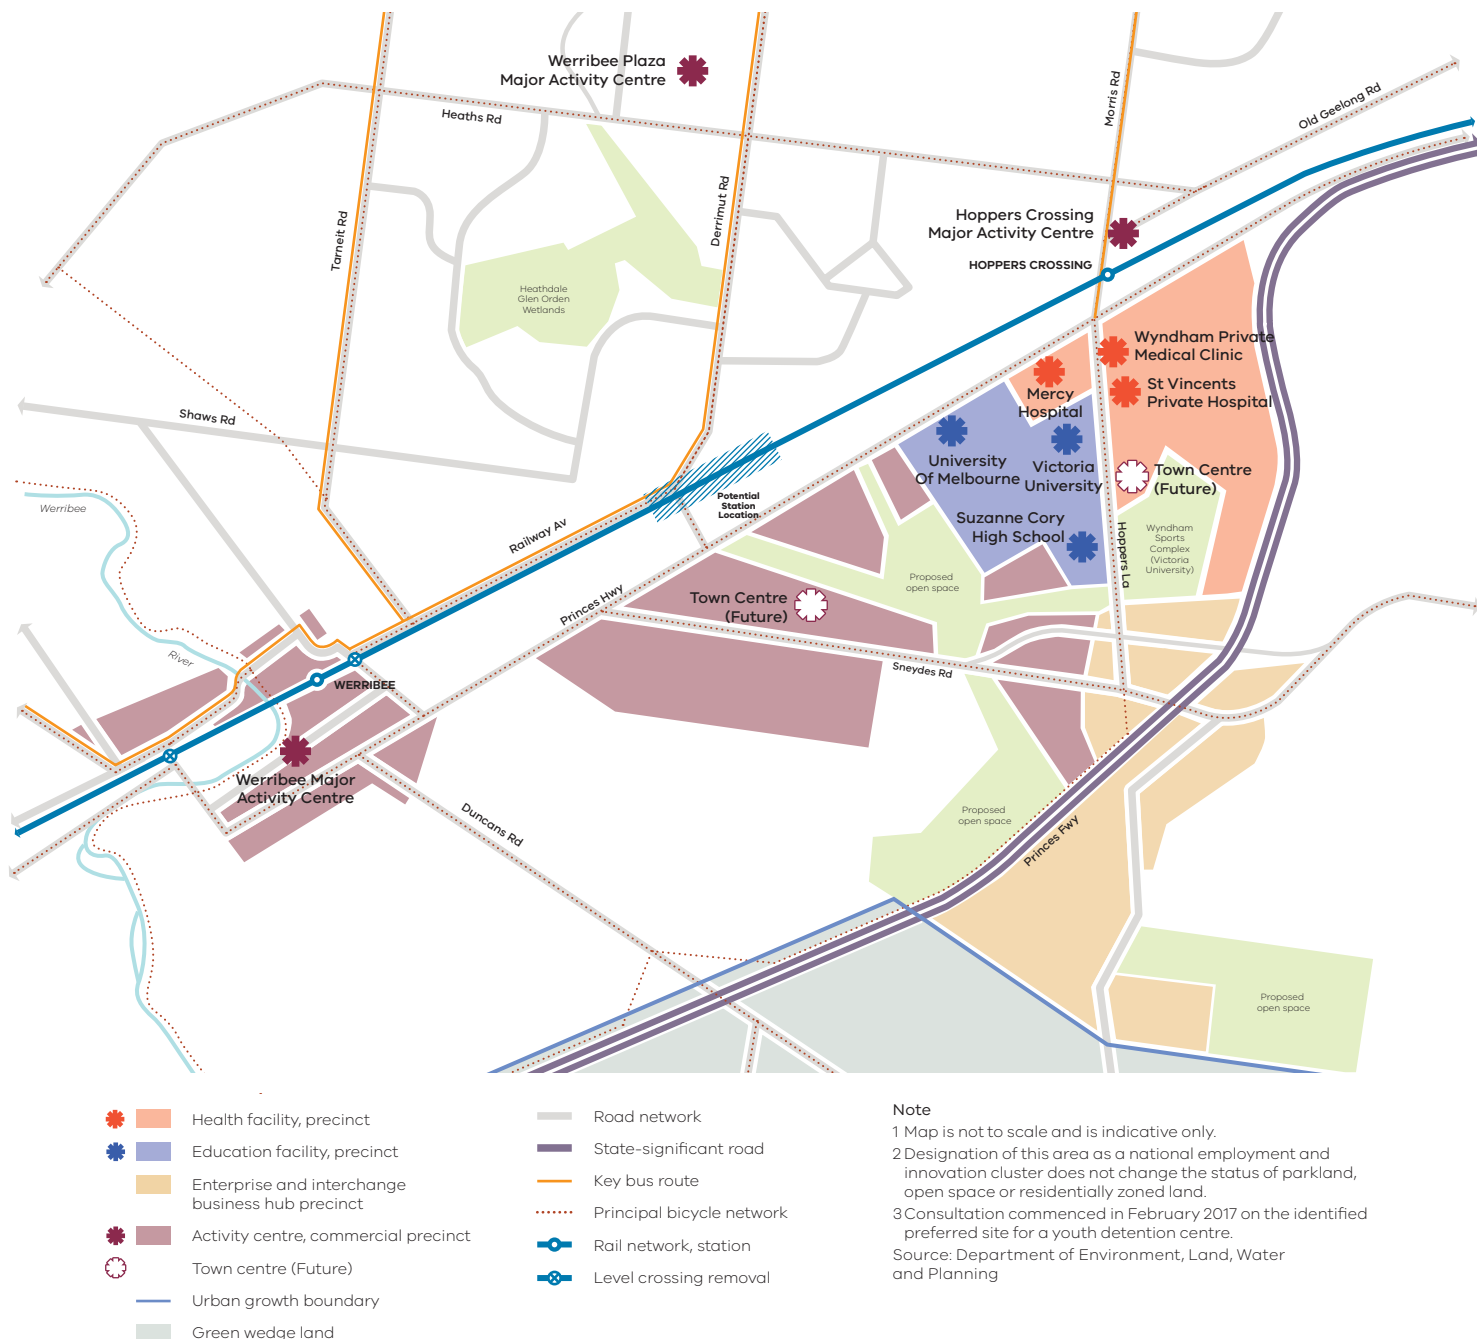 Werribee Plaza
Major Activity Centre
Heaths Rd
Morris Rd
Old Geelong Rd
Tarneit Rd
Derrimut Rd
Hoppers Crossing
Major Activity Centre
HOPPERS CROSSING
Heathdale
Glen Orden
Wetlands
Wyndham Private
Medical Clinic
St Vincents
Private Hospital
Mercy
Hospital
Shaws Rd
University
Of Melbourne
Victoria
University
Town Centre
(Future)
Potential
Station
Location
Werribee
Railway Av
Suzanne Cory
High School
Hoppers La
Wyndham
Sports
Complex
(Victoria
University)
Proposed
open space
Princes Hwy
Town Centre
(Future)
River
WERRIBEE
Sneydes Rd
Werribee Major
Activity Centre
Duncans Rd
Proposed
open space
Princes Fwy
Proposed
open space
Health facility, precinct
Education facility, precinct
Enterprise and interchange
business hub precinct
Activity centre, commercial precinct
Town centre (Future)
Urban growth boundary
Green wedge land
Road network
State-significant road
Key bus route
Principal bicycle network
Rail network, station
Level crossing removal
Note
1 Map is not to scale and is indicative only.
2 Designation of this area as a national employment and
innovation cluster does not change the status of parkland,
open space or residentially zoned land.
3 Consultation commenced in February 2017 on the identified
preferred site for a youth detention centre.
Source: Department of Environment, Land, Water
and Planning